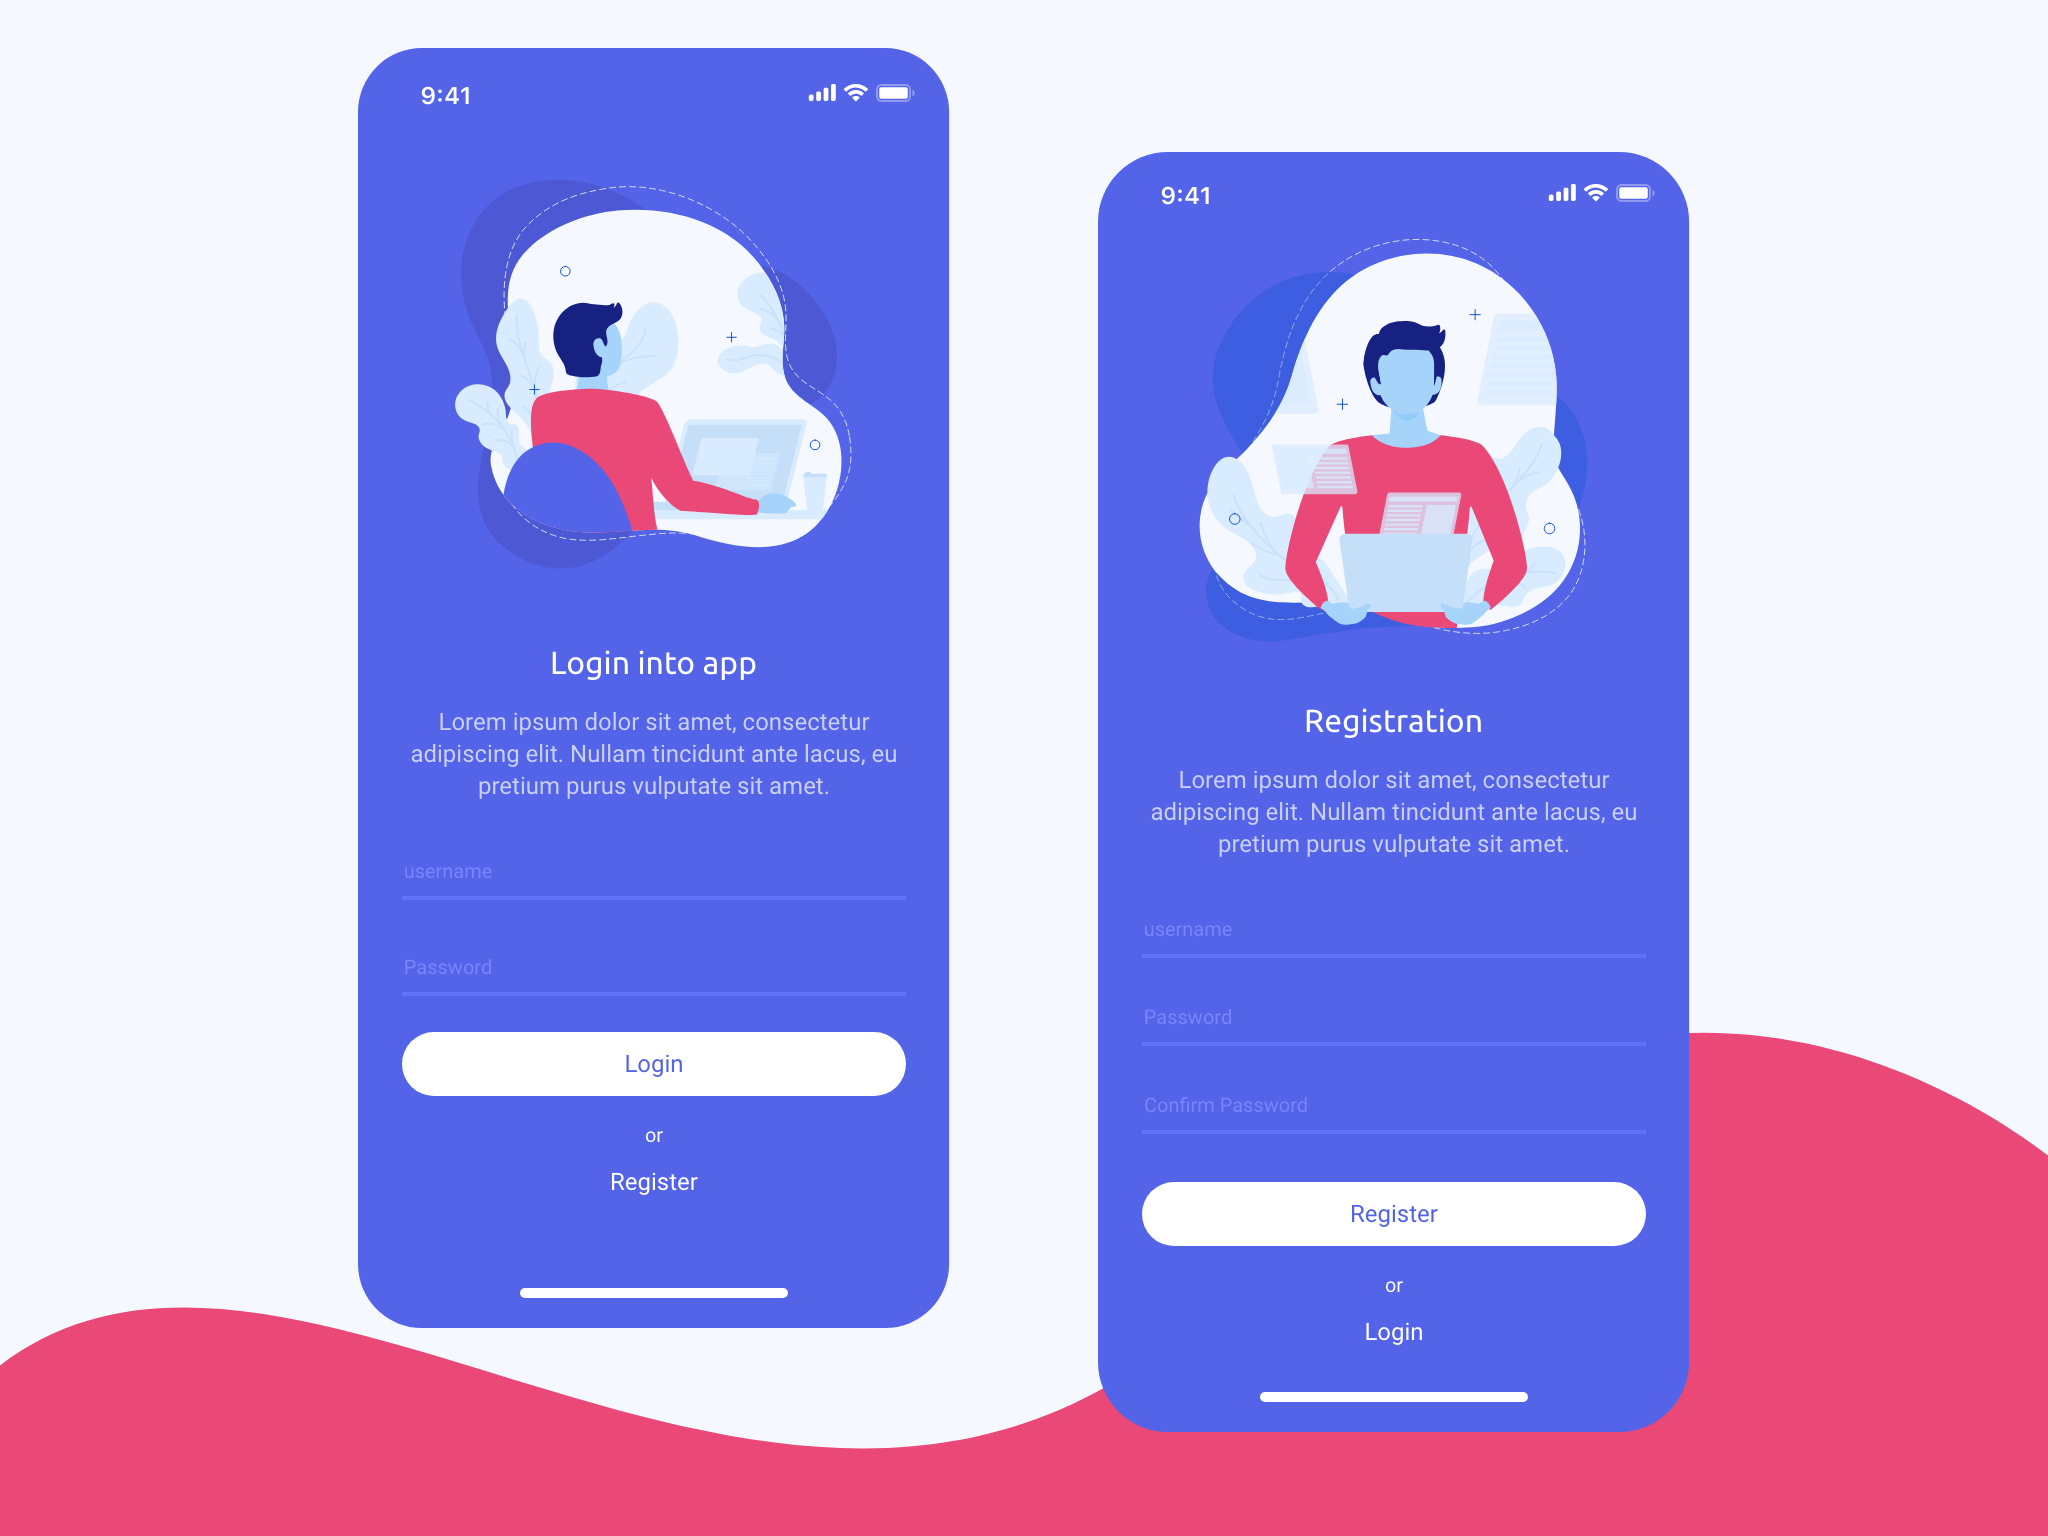 9:41
Login into app
Lorem ipsum dolor sit amet, consectetur
adipiscing elit. Nullam tincidunt ante lacus, eu
pretium purus vulputate sit amet.
username
Password
Login
or
Register
9:41
Registration
Lorem ipsum dolor sit amet, consectetur
adipiscing elit. Nullam tincidunt ante lacus, eu
pretium purus vulputate sit amet.
username
Password
Confirm Password
Register
or
Login